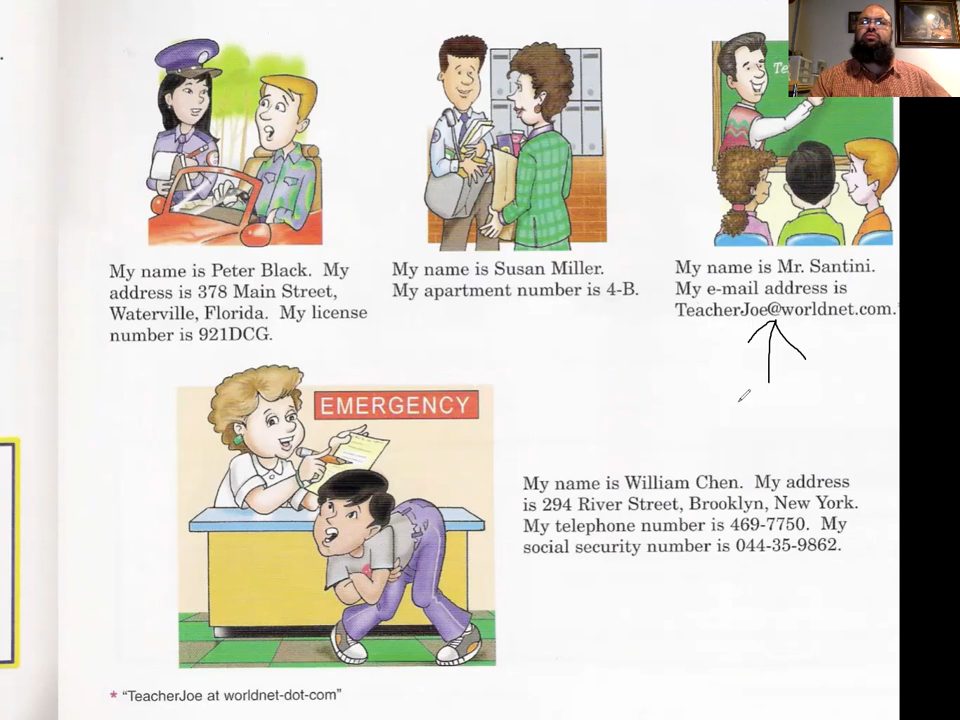 Te
My name is Peter Black. My
address is 378 Main Street,
Waterville, Florida. My license
number is 921DCG.
My name is Susan Miller.
My apartment number is 4-B.
My name is Mr. Santini.
My e-mail address is
TeacherJoe@worldnet.com.*
EMERGENCY
My name is William Chen. My address
is 294 River Street, Brooklyn, New York.
My telephone number is 469-7750. My
social security number is 044-35-9862.
* "TeacherJoe at worldnet-dot-com"